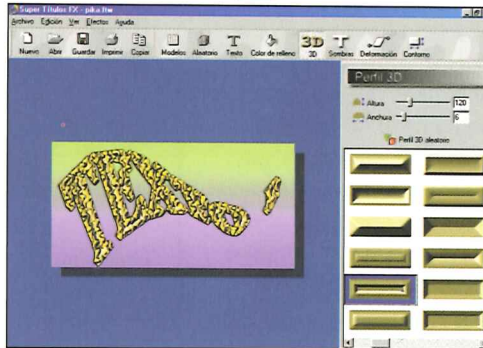 Super Títulos FX - pika.ftw
Archivo Edición Ver Efectos Ayuda
Nuevo Abrir Guardar Imprimir Copiar Modelos Aleatorio Texto Color de relleno 3D Sombras Deformación Contorno
Perfil 3D
Altura 120
Anchura 6
Perfil 3D aleatorio
TEXTO